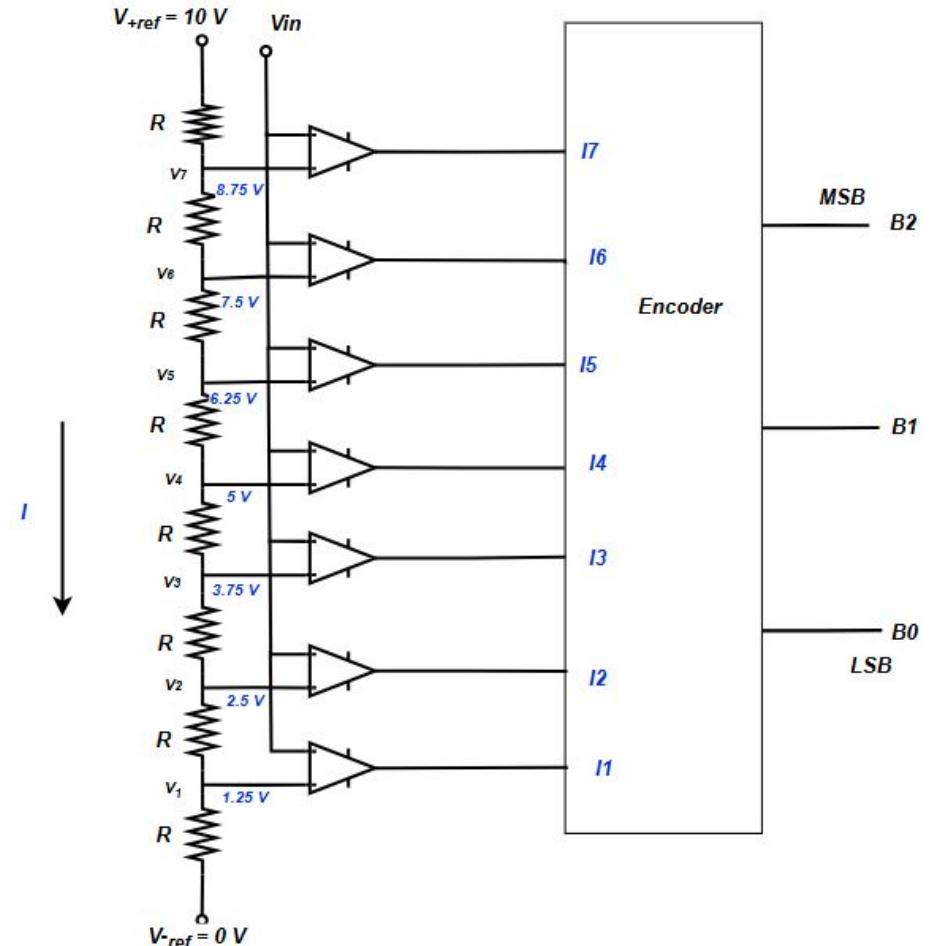 V+ref = 10 V
Vin
R
V7
8.75 V
I7
MSB
B2
R
V6
7.5 V
I6
Encoder
R
V5
6.25 V
I5
R
B1
V4
5 V
I4
I
R
V3
3.75 V
I3
R
B0
LSB
V2
2.5 V
I2
R
V1
1.25 V
I1
R
V-ref = 0 V